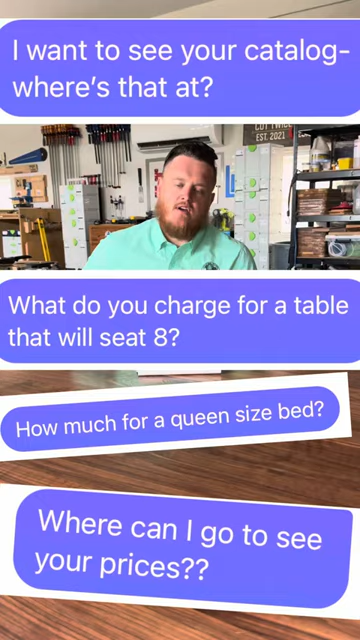 I want to see your catalog-
where's that at?
CUT TWICE
EST. 2021
What do you charge for a table
that will seat 8?
How much for a queen size bed?
Where can I go to see
your prices??